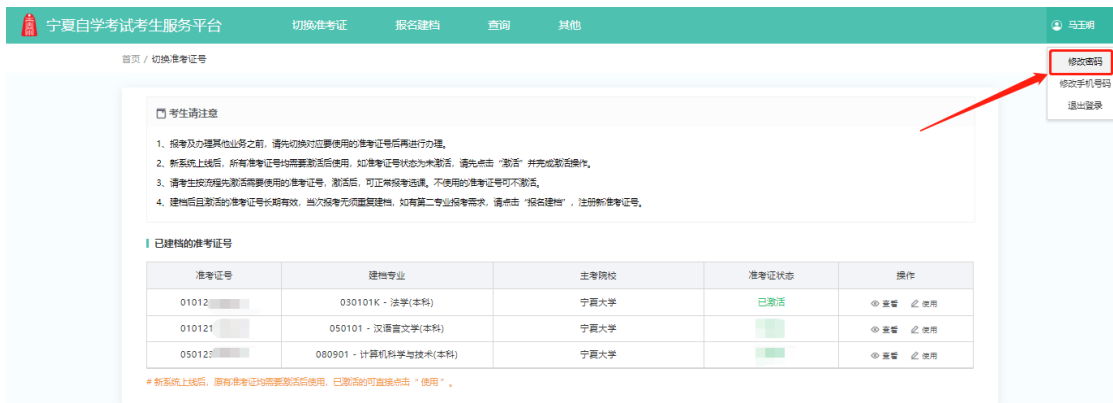 宁夏自学考试考生服务平台 切换准考证 报名建档 查询 其他 马玉明
首页 / 切换准考证号
修改密码
修改手机号码
退出登录
考生请注意
1、报考及办理其他业务之前，请先切换对应要使用的准考证号后再进行办理。
2、新系统上线后，所有准考证号均需要激活后使用，如准考证号状态为未激活，请先点击“激活”并完成激活操作。
3、请考生按流程先激活需要使用的准考证号，激活后，可正常报考选课。不使用的准考证号可不激活。
4、建档后且激活的准考证号长期有效，当次报考无须重复建档，如有第二专业报考需求，请点击“报名建档”，注册新准考证号。
已建档的准考证号
准考证号 建档专业 主考院校 准考证状态 操作
01012 030101K - 法学(本科) 宁夏大学 已激活 查看 使用
010121 050101 - 汉语言文学(本科) 宁夏大学 查看 使用
05012 080901 - 计算机科学与技术(本科) 宁夏大学 查看 使用
# 新系统上线后，原有准考证均需要激活后使用，已激活的可直接点击“ 使用 ”。